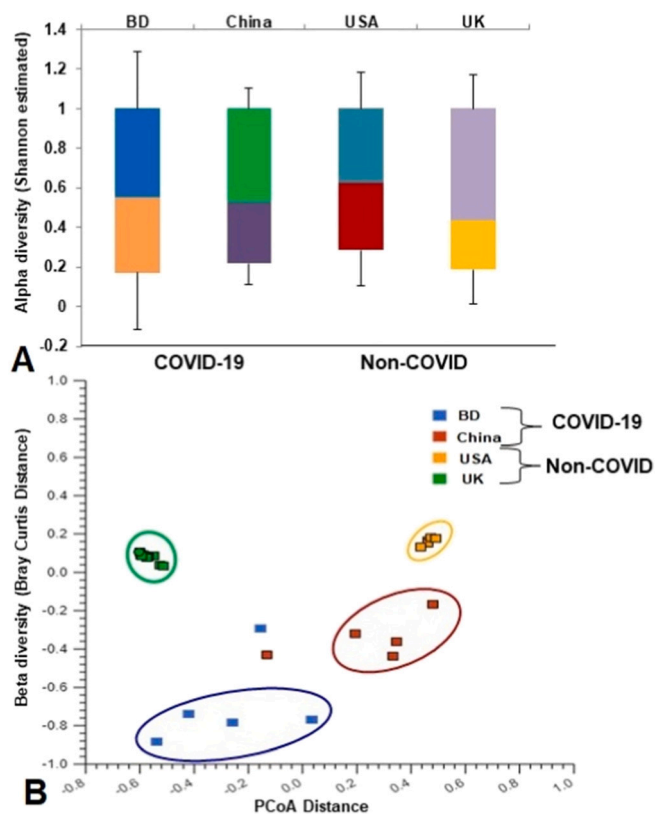 BD China USA UK
Alpha diversity (Shannon estimated)
1.4
1.2
1
0.8
0.6
0.4
0.2
0
-0.2
A
COVID-19 Non-COVID
Beta diversity (Bray Curtis Distance)
1.0
0.8
0.6
0.4
0.2
0.0
-0.2
-0.4
-0.6
-0.8
-1.0
BD
China
USA
UK
COVID-19
Non-COVID
-0.8 -0.6 -0.4 -0.2 0.0 0.2 0.4 0.6 0.8 1.0
PCoA Distance
B